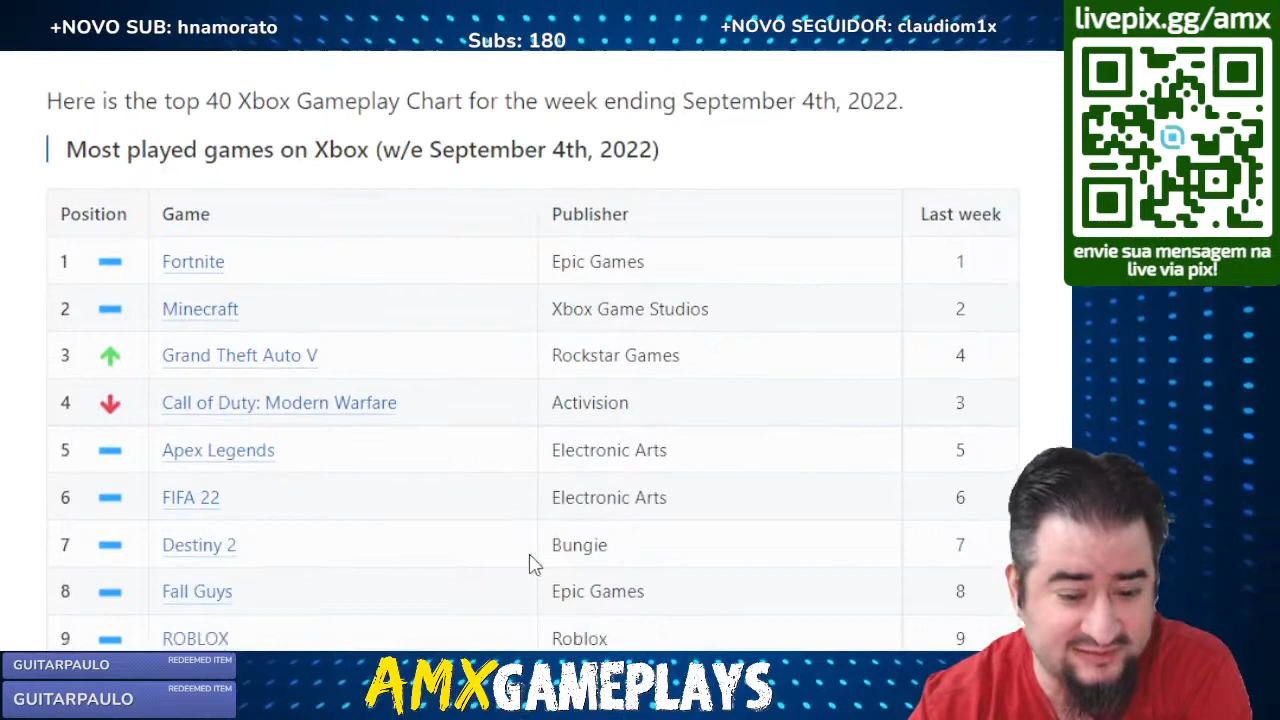 +NOVO SUB: hnamorato
Subs: 180
+NOVO SEGUIDOR: claudiom1x
livepix.gg/amx
envie sua mensagem na
live via pix!
Here is the top 40 Xbox Gameplay Chart for the week ending September 4th, 2022.
Most played games on Xbox (w/e September 4th, 2022)
Position Game Publisher Last week
1 Fortnite Epic Games 1
2 Minecraft Xbox Game Studios 2
3 Grand Theft Auto V Rockstar Games 4
4 Call of Duty: Modern Warfare Activision 3
5 Apex Legends Electronic Arts 5
6 FIFA 22 Electronic Arts 6
7 Destiny 2 Bungie 7
8 Fall Guys Epic Games 8
9 ROBLOX Roblox 9
GUITARPAULO REDEEMED ITEM
GUITARPAULO REDEEMED ITEM
AMXGAMEPLAYS